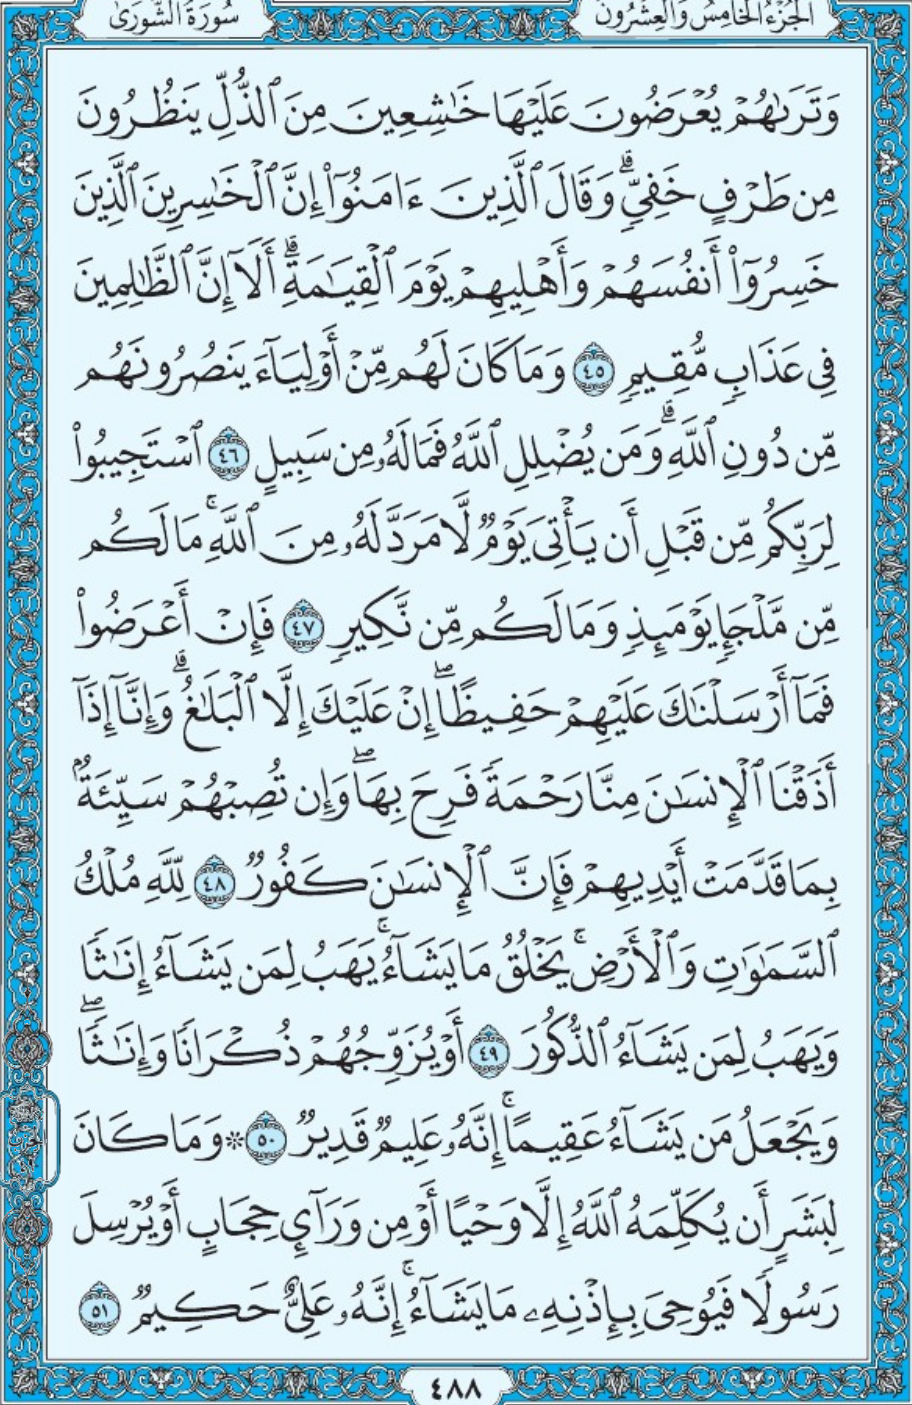 سُورَةُ الشُّورَىٰ
الجُزْءُ الخَامِسُ وَالعِشْرُونَ
وَتَرَىٰهُمْ يُعْرَضُونَ عَلَيْهَا خَٰشِعِينَ مِنَ ٱلذُّلِّ يَنظُرُونَ
مِن طَرْفٍ خَفِيٍّۗ وَقَالَ ٱلَّذِينَ ءَامَنُوٓا۟ إِنَّ ٱلْخَٰسِرِينَ ٱلَّذِينَ
خَسِرُوٓا۟ أَنفُسَهُمْ وَأَهْلِيهِمْ يَوْمَ ٱلْقِيَٰمَةِۗ أَلَآ إِنَّ ٱلظَّٰلِمِينَ
فِى عَذَابٍ مُّقِيمٍ ٤٥ وَمَا كَانَ لَهُم مِّنْ أَوْلِيَآءَ يَنصُرُونَهُم
مِّن دُونِ ٱللَّهِۗ وَمَن يُضْلِلِ ٱللَّهُ فَمَا لَهُۥ مِن سَبِيلٍ ٤٦ ٱسْتَجِيبُوا۟
لِرَبِّكُم مِّن قَبْلِ أَن يَأْتِىَ يَوْمٌ لَّا مَرَدَّ لَهُۥ مِنَ ٱللَّهِۚ مَا لَكُم
مِّن مَّلْجَإٍ يَوْمَئِذٍ وَمَا لَكُم مِّن نَّكِيرٍ ٤٧ فَإِنْ أَعْرَضُوا۟
فَمَآ أَرْسَلْنَٰكَ عَلَيْهِمْ حَفِيظًاۖ إِنْ عَلَيْكَ إِلَّا ٱلْبَلَٰغُۗ وَإِنَّآ إِذَآ
أَذَقْنَا ٱلْإِنسَٰنَ مِنَّا رَحْمَةً فَرِحَ بِهَاۖ وَإِن تُصِبْهُمْ سَيِّئَةٌۢ
بِمَا قَدَّمَتْ أَيْدِيهِمْ فَإِنَّ ٱلْإِنسَٰنَ كَفُورٌ ٤٨ لِّلَّهِ مُلْكُ
ٱلسَّمَٰوَٰتِ وَٱلْأَرْضِۚ يَخْلُقُ مَا يَشَآءُۚ يَهَبُ لِمَن يَشَآءُ إِنَٰثًا
وَيَهَبُ لِمَن يَشَآءُ ٱلذُّكُورَ ٤٩ أَوْ يُزَوِّجُهُمْ ذُكْرَانًا وَإِنَٰثًاۖ
وَيَجْعَلُ مَن يَشَآءُ عَقِيمًاۚ إِنَّهُۥ عَلِيمٌ قَدِيرٌ ٥٠ * وَمَا كَانَ
لِبَشَرٍ أَن يُكَلِّمَهُ ٱللَّهُ إِلَّا وَحْيًا أَوْ مِن وَرَآئِ حِجَابٍ أَوْ يُرْسِلَ
رَسُولًا فَيُوحِىَ بِإِذْنِهِۦ مَا يَشَآءُۚ إِنَّهُۥ عَلِىٌّ حَكِيمٌ ٥١
٤٨٨